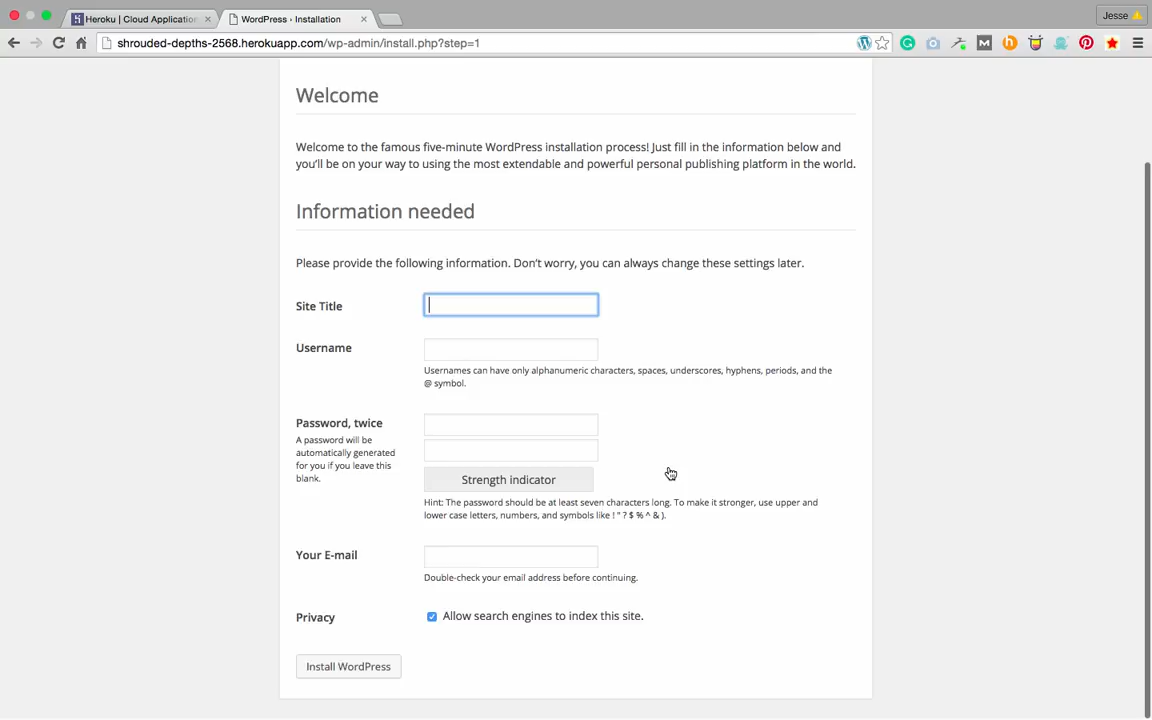 Heroku | Cloud Application
WordPress › Installation
Jesse
shrouded-depths-2568.herokuapp.com/wp-admin/install.php?step=1
Welcome
Welcome to the famous five-minute WordPress installation process! Just fill in the information below and
you'll be on your way to using the most extendable and powerful personal publishing platform in the world.
Information needed
Please provide the following information. Don't worry, you can always change these settings later.
Site Title
Username
Usernames can have only alphanumeric characters, spaces, underscores, hyphens, periods, and the
@ symbol.
Password, twice
A password will be
automatically generated
for you if you leave this
blank.
Strength indicator
Hint: The password should be at least seven characters long. To make it stronger, use upper and
lower case letters, numbers, and symbols like ! " ? $ % ^ & ).
Your E-mail
Double-check your email address before continuing.
Privacy
Allow search engines to index this site.
Install WordPress